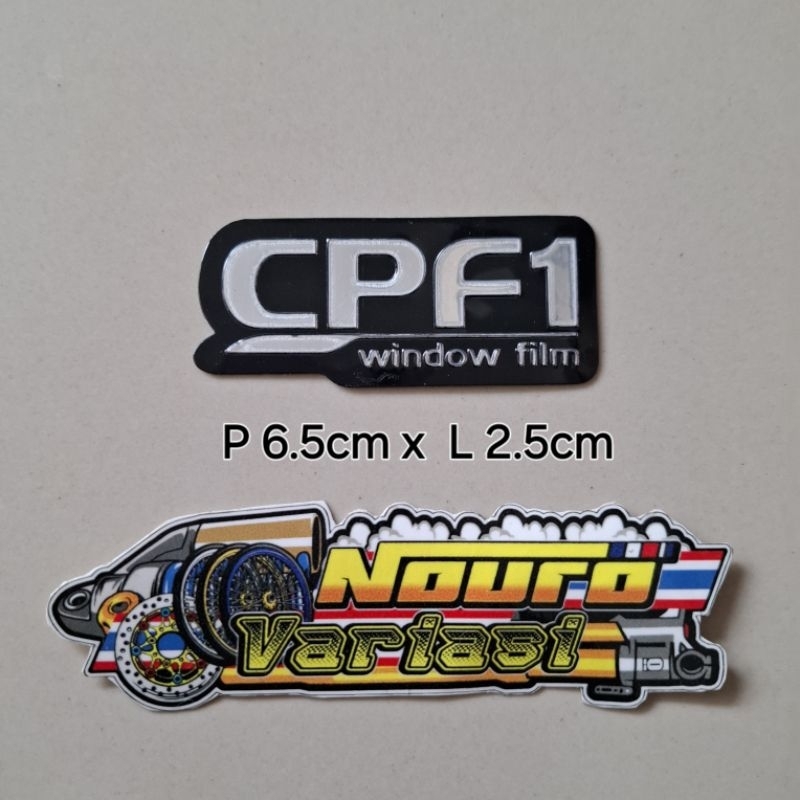 CPF1
window film
P 6.5cm x L 2.5cm
Nouro
Variasi